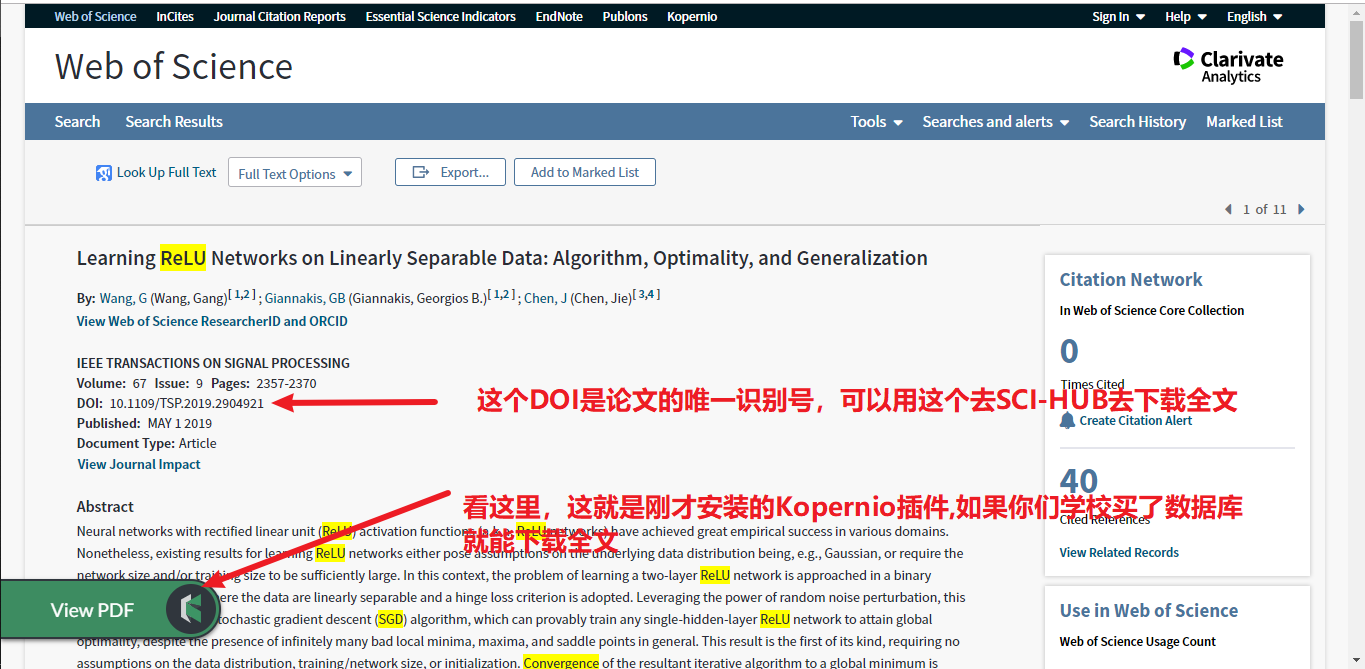 Web of Science InCites Journal Citation Reports Essential Science Indicators EndNote Publons Kopernio Sign In Help English
Web of Science
Clarivate
Analytics
Search Search Results Tools Searches and alerts Search History Marked List
Look Up Full Text Full Text Options Export... Add to Marked List
1 of 11
Learning ReLU Networks on Linearly Separable Data: Algorithm, Optimality, and Generalization
By: Wang, G (Wang, Gang)[ 1,2 ] ; Giannakis, GB (Giannakis, Georgios B.)[ 1,2 ] ; Chen, J (Chen, Jie)[ 3,4 ]
View Web of Science ResearcherID and ORCID
IEEE TRANSACTIONS ON SIGNAL PROCESSING
Volume: 67 Issue: 9 Pages: 2357-2370
DOI: 10.1109/TSP.2019.2904921
Published: MAY 1 2019
Document Type: Article
View Journal Impact
这个DOI是论文的唯一识别号，可以用这个去SCI-HUB去下载全文
看这里，这就是刚才安装的Kopernio插件,如果你们学校买了数据库
就能下载全文
Abstract
Neural networks with rectified linear unit (ReLU) activation functions (a.k.a. ReLU networks) have achieved great empirical success in various domains.
Nonetheless, existing results for learning ReLU networks either pose assumptions on the underlying data distribution being, e.g., Gaussian, or require the
network size and/or training size to be sufficiently large. In this context, the problem of learning a two-layer ReLU network is approached in a binary
where the data are linearly separable and a hinge loss criterion is adopted. Leveraging the power of random noise perturbation, this
stochastic gradient descent (SGD) algorithm, which can provably train any single-hidden-layer ReLU network to attain global
optimality, despite the presence of infinitely many bad local minima, maxima, and saddle points in general. This result is the first of its kind, requiring no
assumptions on the data distribution, training/network size, or initialization. Convergence of the resultant iterative algorithm to a global minimum is
View PDF
Citation Network
In Web of Science Core Collection
0
Times Cited
Create Citation Alert
40
Cited References
View Related Records
Use in Web of Science
Web of Science Usage Count